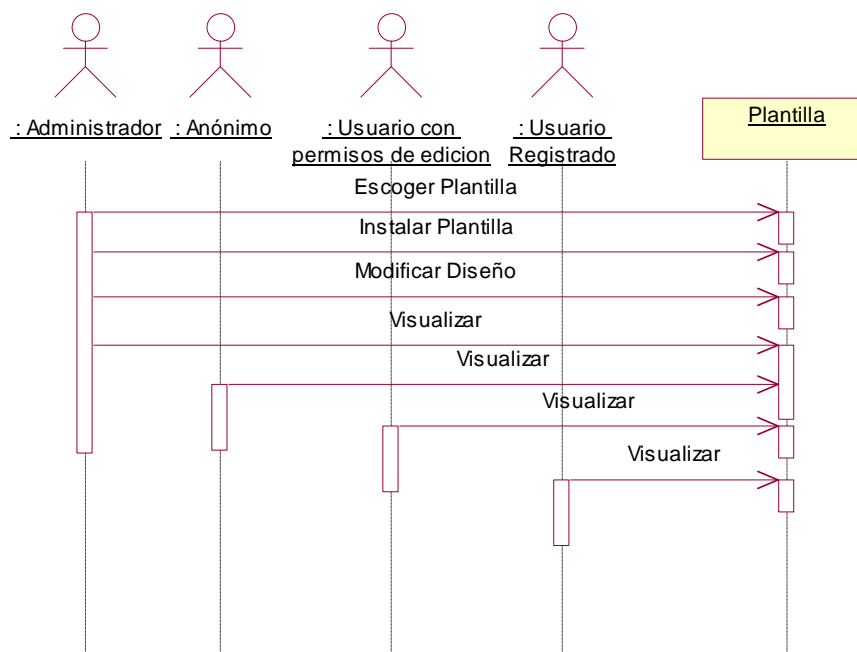 : Administrador
: Anónimo
: Usuario con
permisos de edicion
: Usuario
Registrado
Plantilla
Escoger Plantilla
Instalar Plantilla
Modificar Diseño
Visualizar
Visualizar
Visualizar
Visualizar